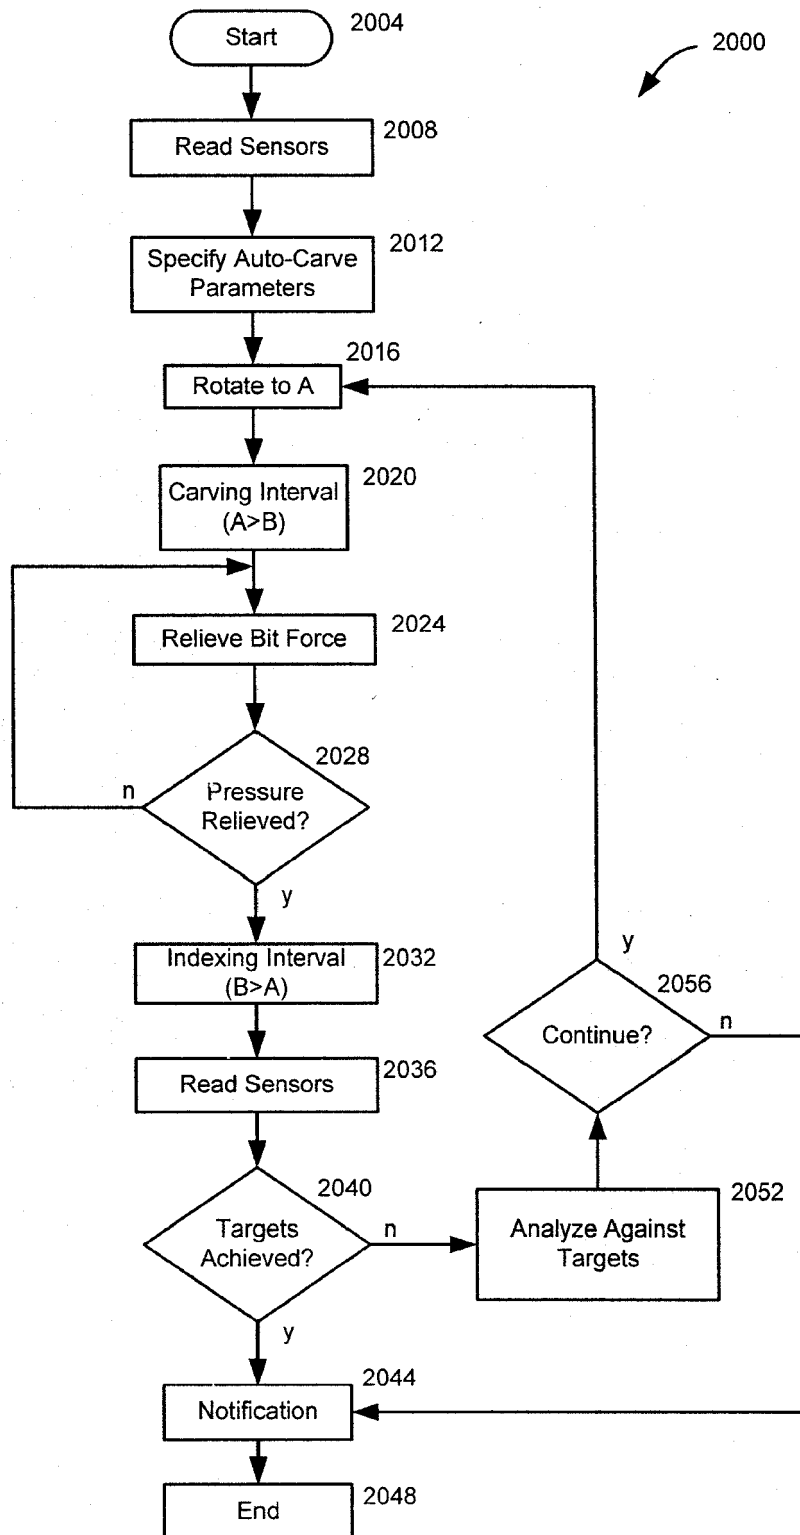 Start
2004
2000
Read Sensors
2008
Specify Auto-Carve
Parameters
2012
Rotate to A
2016
Carving Interval
(A>B)
2020
Relieve Bit Force
2024
Pressure
Relieved?
2028
n
y
Indexing Interval
(B>A)
2032
Read Sensors
2036
Targets
Achieved?
2040
n
y
Analyze Against
Targets
2052
Continue?
2056
y
n
Notification
2044
End
2048